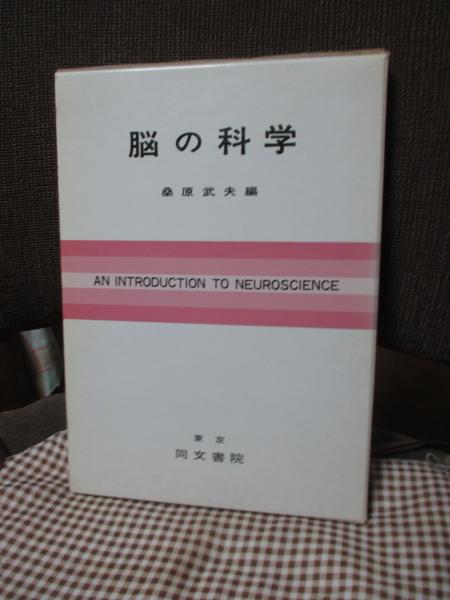 脳の科学
桑原武夫編
AN INTRODUCTION TO NEUROSCIENCE
東京
同文書院